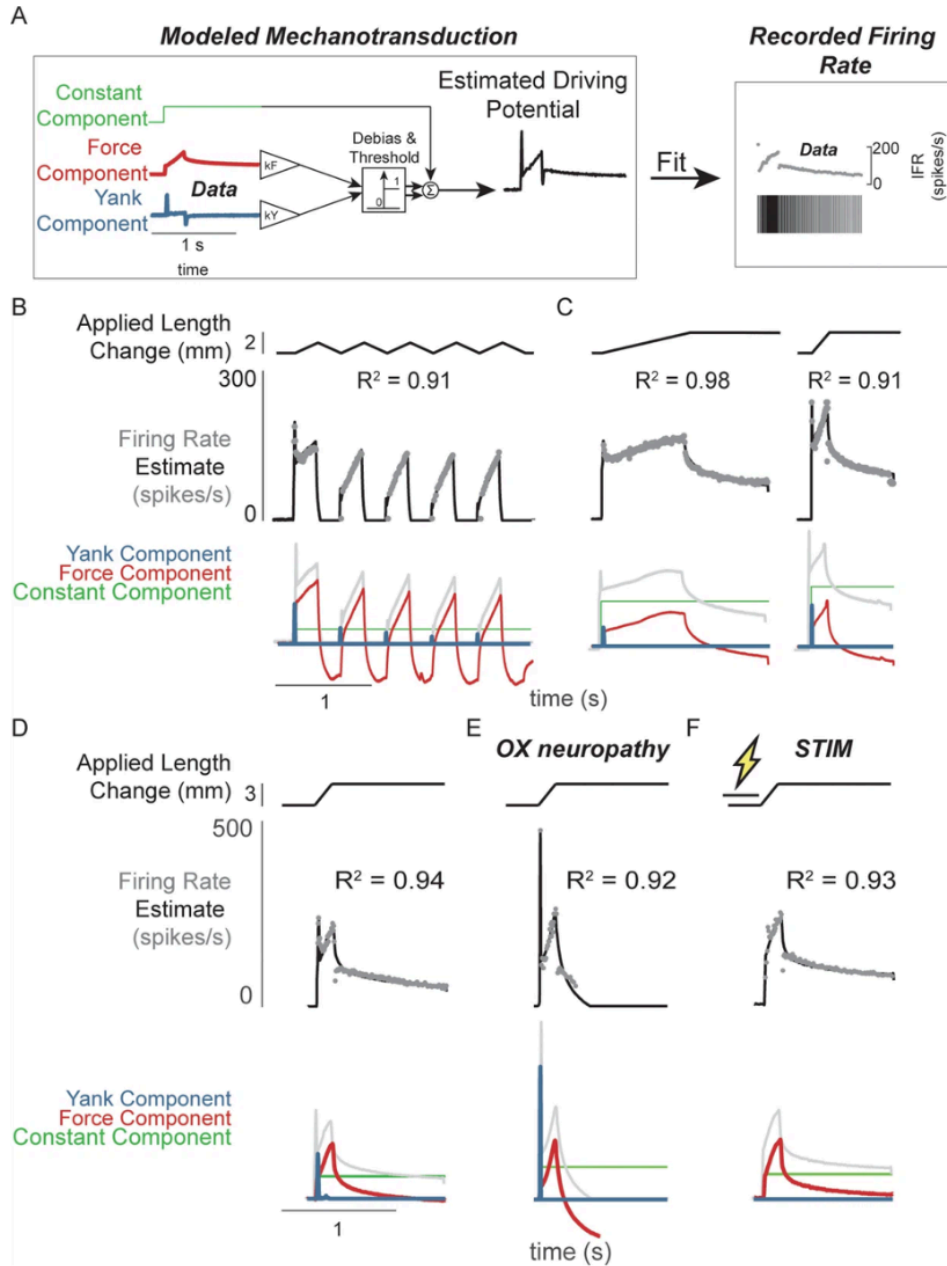 A
Modeled Mechanotransduction
Recorded Firing
Rate
Constant
Component
Force
Component
Yank
Component
Data
1 s
time
kF
kY
Debias &
Threshold
1
0
Σ
Estimated Driving
Potential
Fit
Data
200
0
IFR
(spikes/s)
B
C
Applied Length
Change (mm)
2
300
R² = 0.91
R² = 0.98
R² = 0.91
Firing Rate
Estimate
(spikes/s)
0
Yank Component
Force Component
Constant Component
1
time (s)
D
E
OX neuropathy
F
STIM
Applied Length
Change (mm)
3
500
R² = 0.94
R² = 0.92
R² = 0.93
Firing Rate
Estimate
(spikes/s)
0
Yank Component
Force Component
Constant Component
1
time (s)